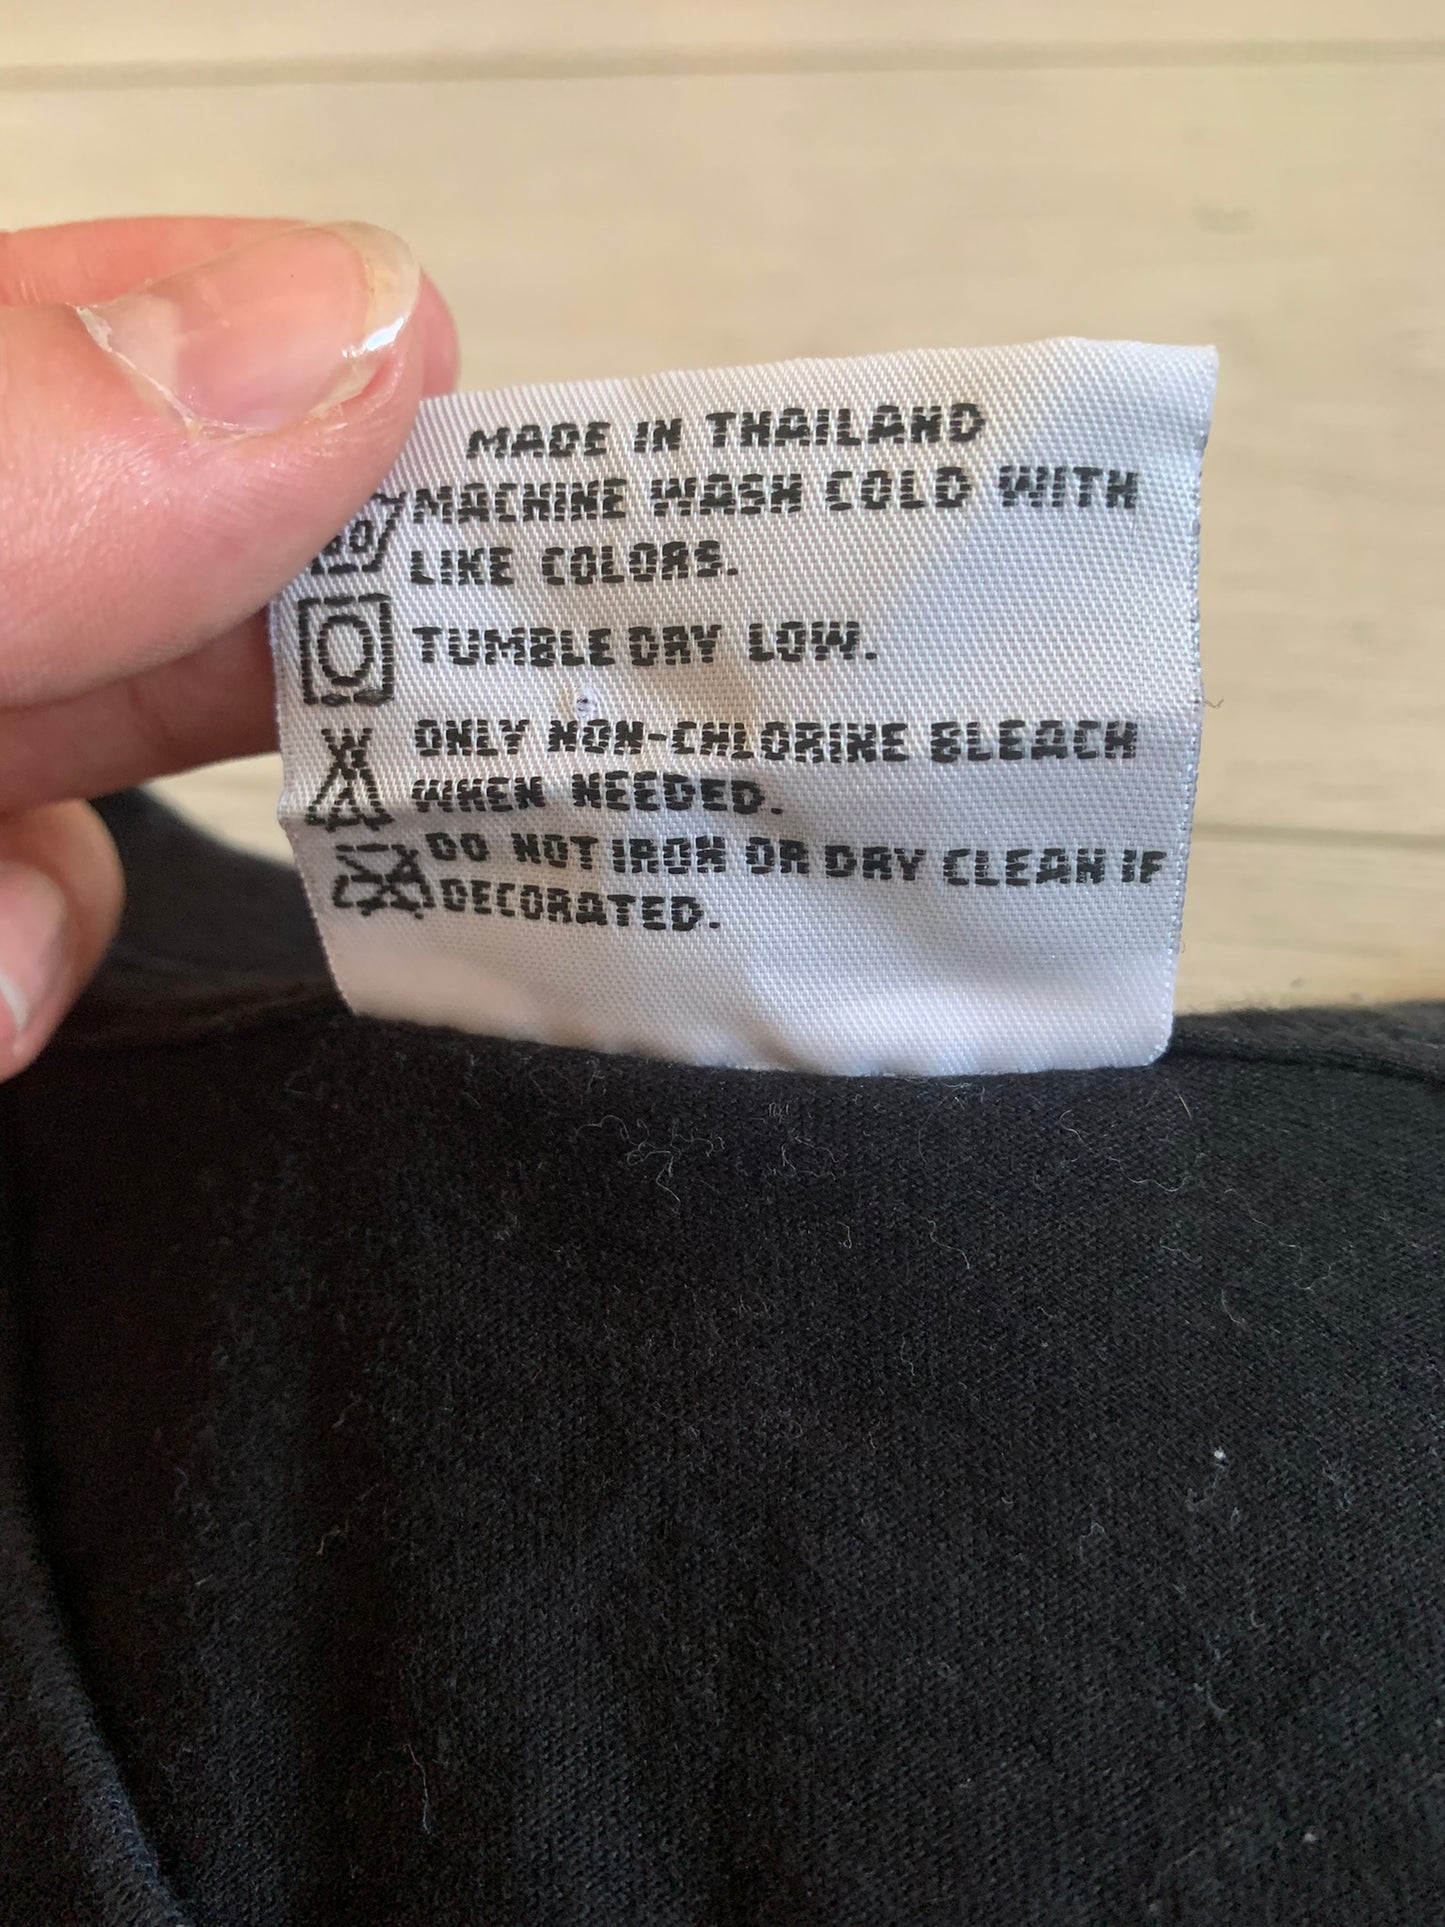 MADE IN THAILAND
MACHINE WASH COLD WITH
LIKE COLORS.
TUMBLE DRY LOW.
ONLY NON-CHLORINE BLEACH
WHEN NEEDED.
DO NOT IRON OR DRY CLEAN IF
DECORATED.